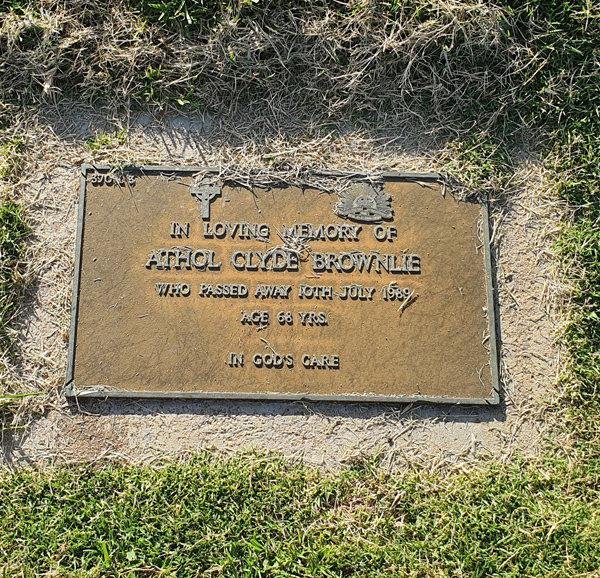 IN LOVING MEMORY OF
ATHOL CLYDE BROWNLIE
WHO PASSED AWAY 10TH JULY 1989
AGE 68 YRS.
IN GOD'S CARE